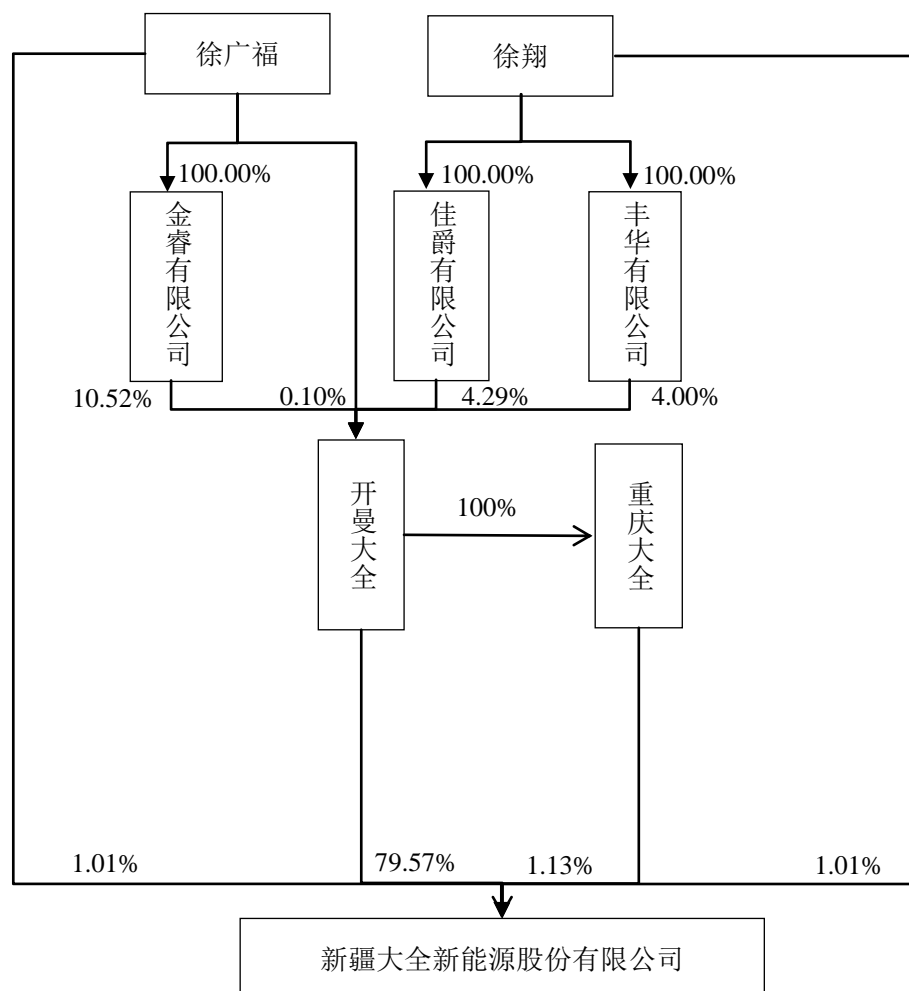 徐广福
徐翔
100.00%
100.00%
100.00%
金睿有限公司
佳爵有限公司
丰华有限公司
10.52%
0.10%
4.29%
4.00%
开曼大全
100%
重庆大全
1.01%
79.57%
1.13%
1.01%
新疆大全新能源股份有限公司